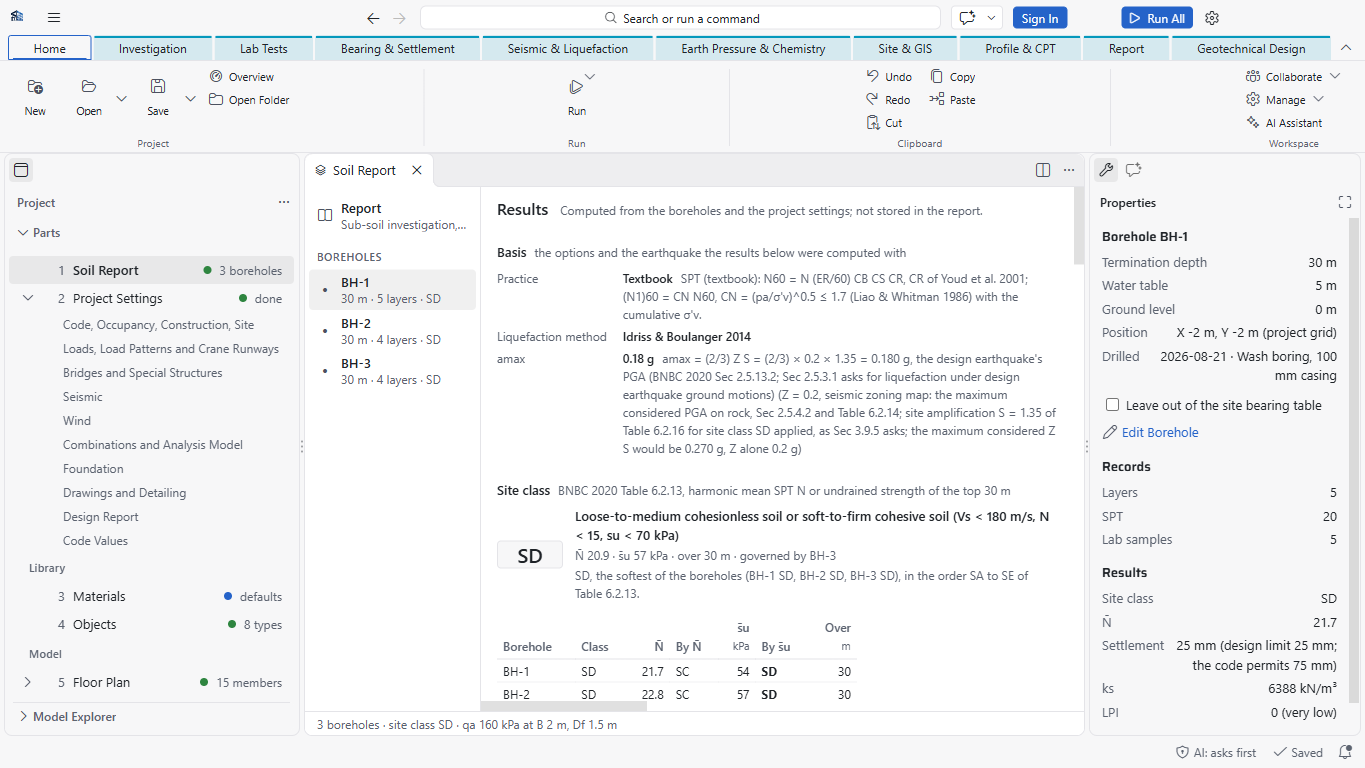 Search or run a command
Sign In
Run All
Home
Investigation
Lab Tests
Bearing & Settlement
Seismic & Liquefaction
Earth Pressure & Chemistry
Site & GIS
Profile & CPT
Report
Geotechnical Design
New
Open
Save
Overview
Open Folder
Project
Run
Run
Undo
Redo
Cut
Copy
Paste
Clipboard
Collaborate
Manage
AI Assistant
Workspace
Project
Parts
1 Soil Report 3 boreholes
2 Project Settings done
Code, Occupancy, Construction, Site
Loads, Load Patterns and Crane Runways
Bridges and Special Structures
Seismic
Wind
Combinations and Analysis Model
Foundation
Drawings and Detailing
Design Report
Code Values
Library
3 Materials defaults
4 Objects 8 types
Model
5 Floor Plan 15 members
Model Explorer
Soil Report
Report
Sub-soil investigation,...
BOREHOLES
BH-1
30 m · 5 layers · SD
BH-2
30 m · 4 layers · SD
BH-3
30 m · 4 layers · SD
Results Computed from the boreholes and the project settings; not stored in the report.
Basis the options and the earthquake the results below were computed with
Practice Textbook SPT (textbook): N60 = N (ER/60) CB CS CR, CR of Youd et al. 2001;
(N1)60 = CN N60, CN = (pa/σ'v)^0.5 ≤ 1.7 (Liao & Whitman 1986) with the
cumulative σ'v.
Liquefaction method Idriss & Boulanger 2014
amax 0.18 g amax = (2/3) Z S = (2/3) × 0.2 × 1.35 = 0.180 g, the design earthquake's
PGA (BNBC 2020 Sec 2.5.13.2; Sec 2.5.3.1 asks for liquefaction under design
earthquake ground motions) (Z = 0.2, seismic zoning map: the maximum
considered PGA on rock, Sec 2.5.4.2 and Table 6.2.14; site amplification S = 1.35 of
Table 6.2.16 for site class SD applied, as Sec 3.9.5 asks; the maximum considered Z
S would be 0.270 g, Z alone 0.2 g)
Site class BNBC 2020 Table 6.2.13, harmonic mean SPT N or undrained strength of the top 30 m
SD
Loose-to-medium cohesionless soil or soft-to-firm cohesive soil (Vs < 180 m/s, N
< 15, su < 70 kPa)
N̄ 20.9 · s̄u 57 kPa · over 30 m · governed by BH-3
SD, the softest of the boreholes (BH-1 SD, BH-2 SD, BH-3 SD), in the order SA to SE of
Table 6.2.13.
Borehole Class N̄ By N̄ s̄u kPa By s̄u Over m
BH-1 SD 21.7 SC 54 SD 30
BH-2 SD 22.8 SC 57 SD 30
3 boreholes · site class SD · qa 160 kPa at B 2 m, Df 1.5 m
Properties
Borehole BH-1
Termination depth 30 m
Water table 5 m
Ground level 0 m
Position X -2 m, Y -2 m (project grid)
Drilled 2026-08-21 · Wash boring, 100
mm casing
Leave out of the site bearing table
Edit Borehole
Records
Layers 5
SPT 20
Lab samples 5
Results
Site class SD
N̄ 21.7
Settlement 25 mm (design limit 25 mm;
the code permits 75 mm)
ks 6388 kN/m³
LPI 0 (very low)
AI: asks first
Saved